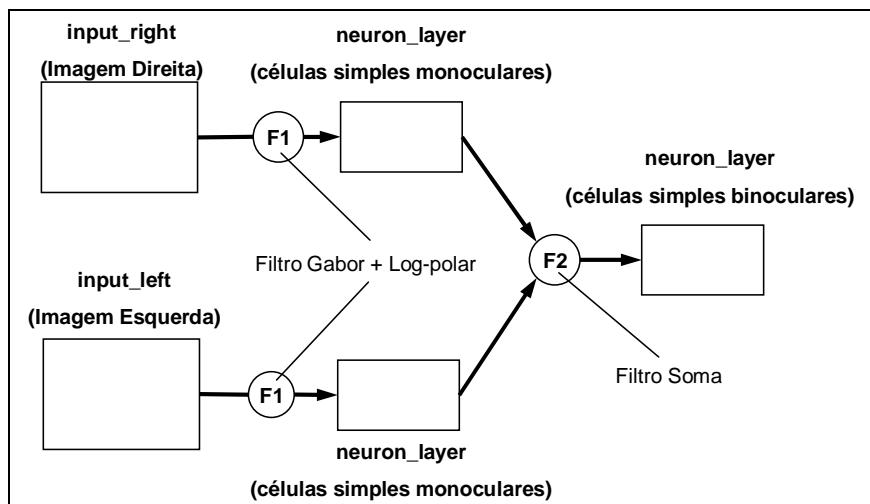 input_right
(Imagem Direita)
neuron_layer
(células simples monoculares)
F1
neuron_layer
(células simples binoculares)
F2
Filtro Gabor + Log-polar
input_left
(Imagem Esquerda)
F1
Filtro Soma
neuron_layer
(células simples monoculares)